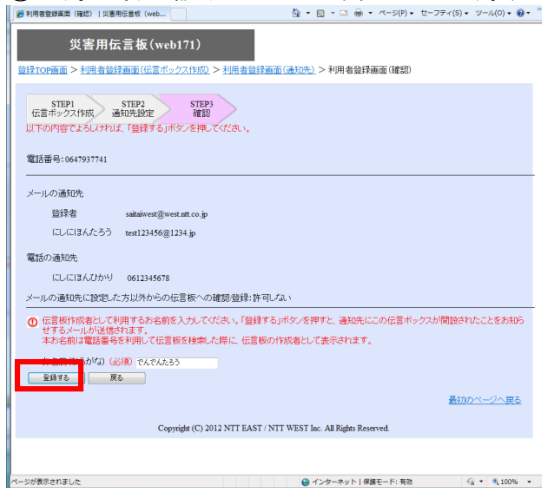 利用者登録画面（確認）｜災害用伝言板（web...
ページ(P) セーフティ(S) ツール(O)
災害用伝言板(web171)
登録TOP画面 > 利用者登録画面(伝言ボックス作成) > 利用者登録画面(通知先) > 利用者登録画面(確認)
STEP1 STEP2 STEP3
伝言ボックス作成 通知先設定 確認
以下の内容でよろしければ、「登録する」ボタンを押してください。
電話番号:0647937741
メールの通知先
登録者 saitaiwest@west.ntt.co.jp
にしにほんたろう test123456@1234.jp
電話の通知先
にしにほんひかり 0612345678
メールの通知先に設定した方以外からの伝言板への確認/登録:許可しない
伝言板作成者として利用するお名前を入力してください。「登録する」ボタンを押すと、通知先にこの伝言ボックスが開設されたことをお知ら
せするメールが送信されます。
本お名前は電話番号を利用して伝言板を検索した際に、伝言板の作成者として表示されます。
(必須) でんでんたろう
登録する 戻る
最初のページへ戻る
Copyright (C) 2012 NTT EAST / NTT WEST Inc. All Rights Reserved.
ページが表示されました インターネット | 保護モード: 有効 100%